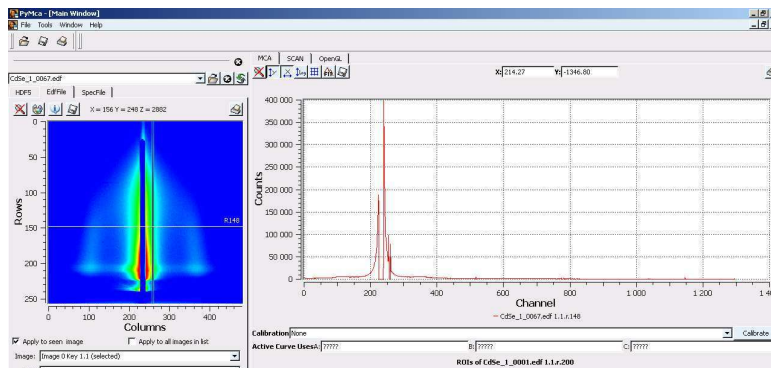 PyMca - [Main Window]
File Tools Window Help
CdSe_1_0067.edf
HDF5 EdfFile SpecFile
X = 156 Y = 248 Z = 2882
0
50
100
150
200
250
Rows
R148
0 100 200 300 400
Columns
Apply to seen image Apply to all images in list
Image: Image 0 Key 1.1 (selected)
MCA SCAN OpenGL
X: 214.27 Y: -1346.80
400 000
350 000
300 000
250 000
200 000
150 000
100 000
50 000
0
Counts
0 200 400 600 800 1 000 1 200 1 40
Channel
CdSe_1_0067.edf 1.1.r.148
Calibration None Calibrate
Active Curve Uses A: ????? B: ????? C: ?????
ROIs of CdSe_1_0001.edf 1.1.r.200